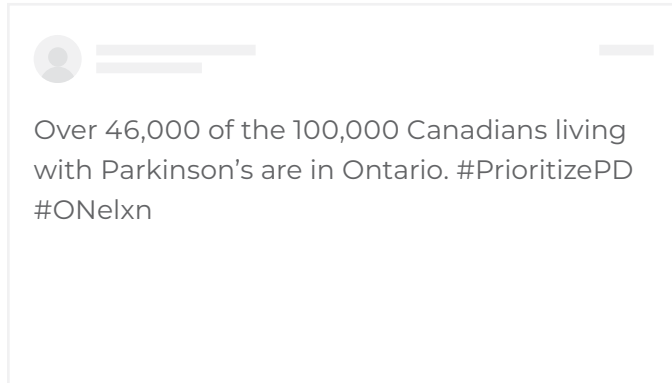 Over 46,000 of the 100,000 Canadians living
with Parkinson’s are in Ontario. #PrioritizePD
#ONelxn